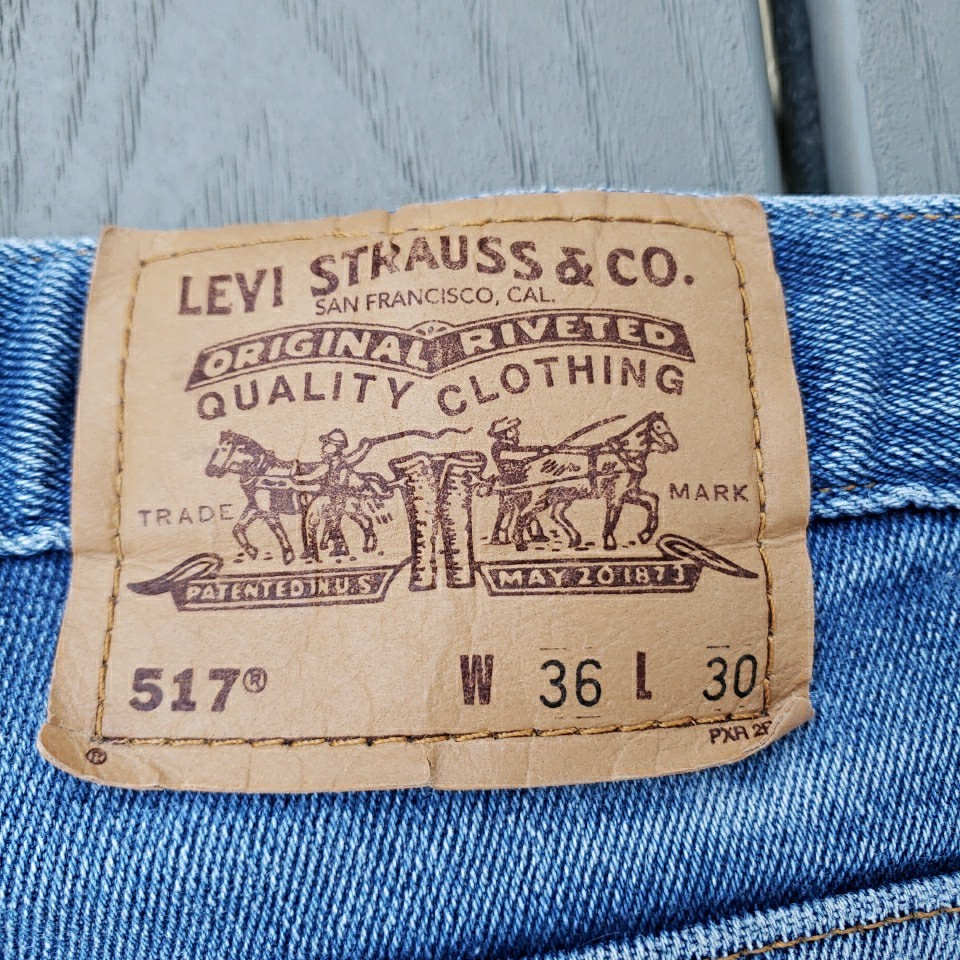 LEVI STRAUSS & CO.
SAN FRANCISCO, CAL.
ORIGINAL RIVETED
QUALITY CLOTHING
TRADE MARK
PATENTED IN U.S MAY 20 1873
517® W 36 L 30
® PXR